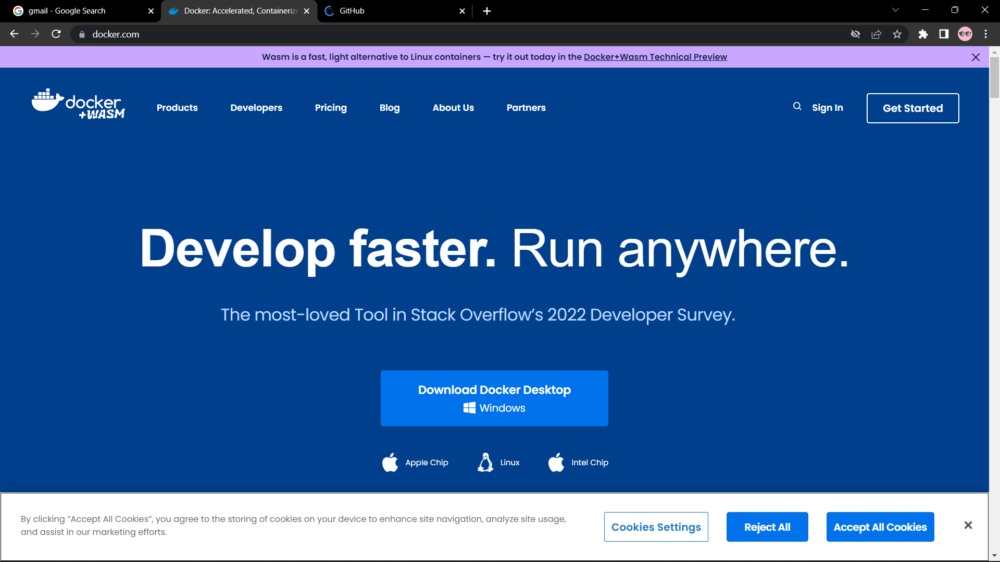 gmail - Google Search
Docker: Accelerated, Containerize
GitHub
docker.com
Wasm is a fast, light alternative to Linux containers — try it out today in the Docker+Wasm Technical Preview
docker
+WASM
Products
Developers
Pricing
Blog
About Us
Partners
Sign In
Get Started
Develop faster. Run anywhere.
The most-loved Tool in Stack Overflow’s 2022 Developer Survey.
Download Docker Desktop
Windows
Apple Chip
Linux
Intel Chip
By clicking “Accept All Cookies”, you agree to the storing of cookies on your device to enhance site navigation, analyze site usage,
and assist in our marketing efforts.
Cookies Settings
Reject All
Accept All Cookies